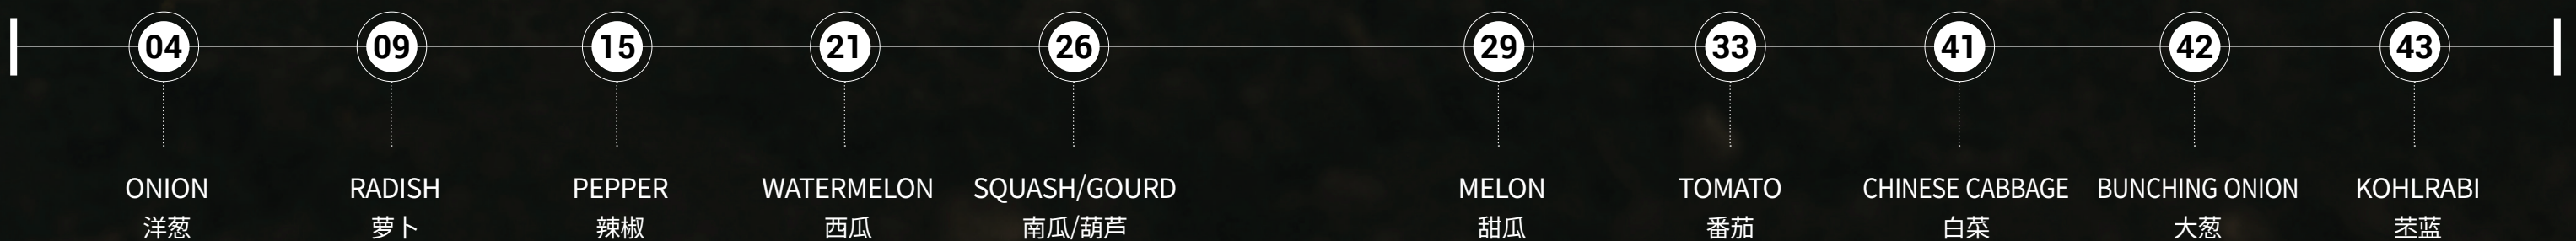 04 09 15 21 26 29 33 41 42 43
ONION RADISH PEPPER WATERMELON SQUASH/GOURD MELON TOMATO CHINESE CABBAGE BUNCHING ONION KOHLRABI
洋葱 萝卜 辣椒 西瓜 南瓜/葫芦 甜瓜 番茄 白菜 大葱 苤蓝